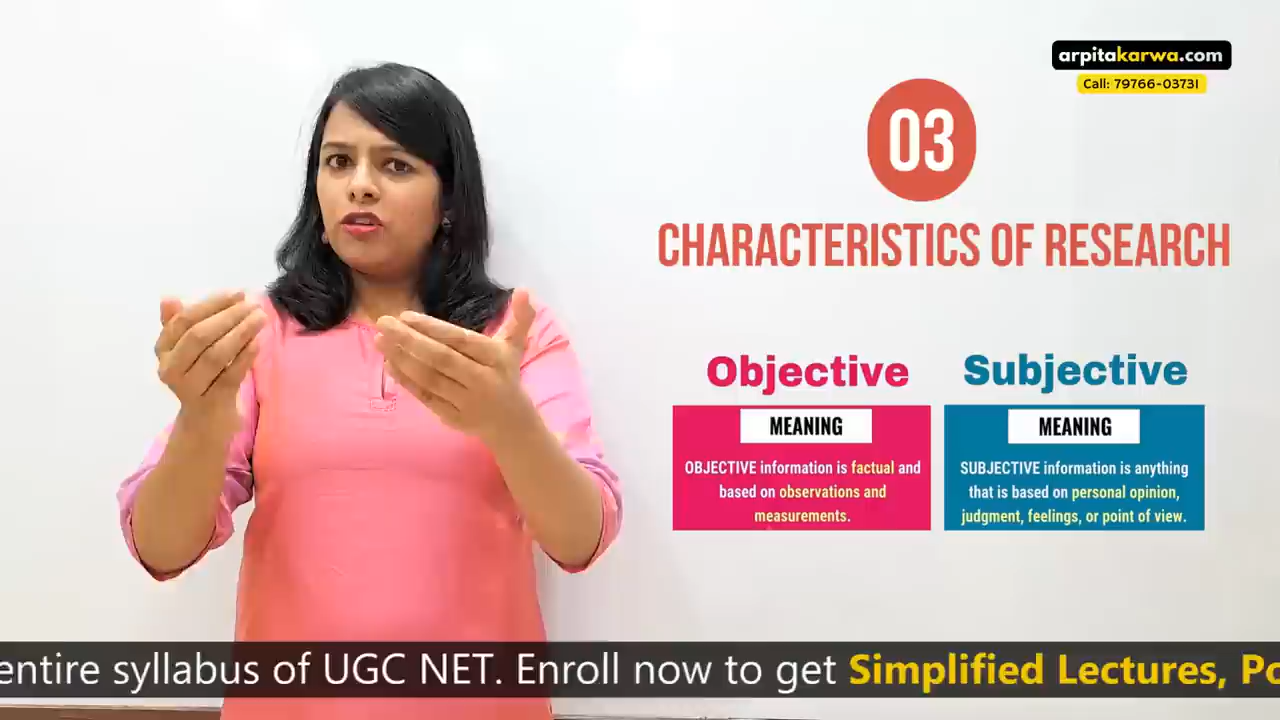 arpitakarwa.com
Call: 79766-03731
03
CHARACTERISTICS OF RESEARCH
Objective
MEANING
OBJECTIVE information is factual and
based on observations and
measurements.
Subjective
MEANING
SUBJECTIVE information is anything
that is based on personal opinion,
judgment, feelings, or point of view.
entire syllabus of UGC NET. Enroll now to get Simplified Lectures,